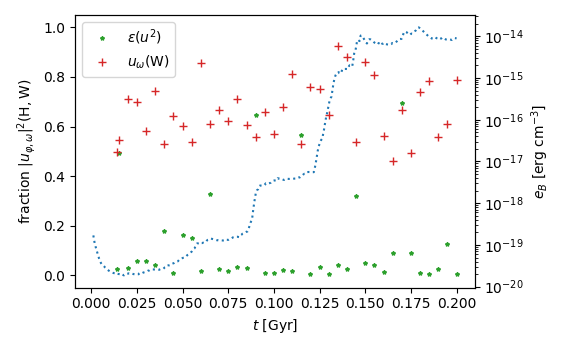 ε(u²)
u_ω(W)
fraction |u_{φ,ω}|²(H, W)
1.0
0.8
0.6
0.4
0.2
0.0
10⁻¹⁴
10⁻¹⁵
10⁻¹⁶
10⁻¹⁷
10⁻¹⁸
10⁻¹⁹
10⁻²⁰
e_B [erg cm⁻³]
0.000 0.025 0.050 0.075 0.100 0.125 0.150 0.175 0.200
t [Gyr]